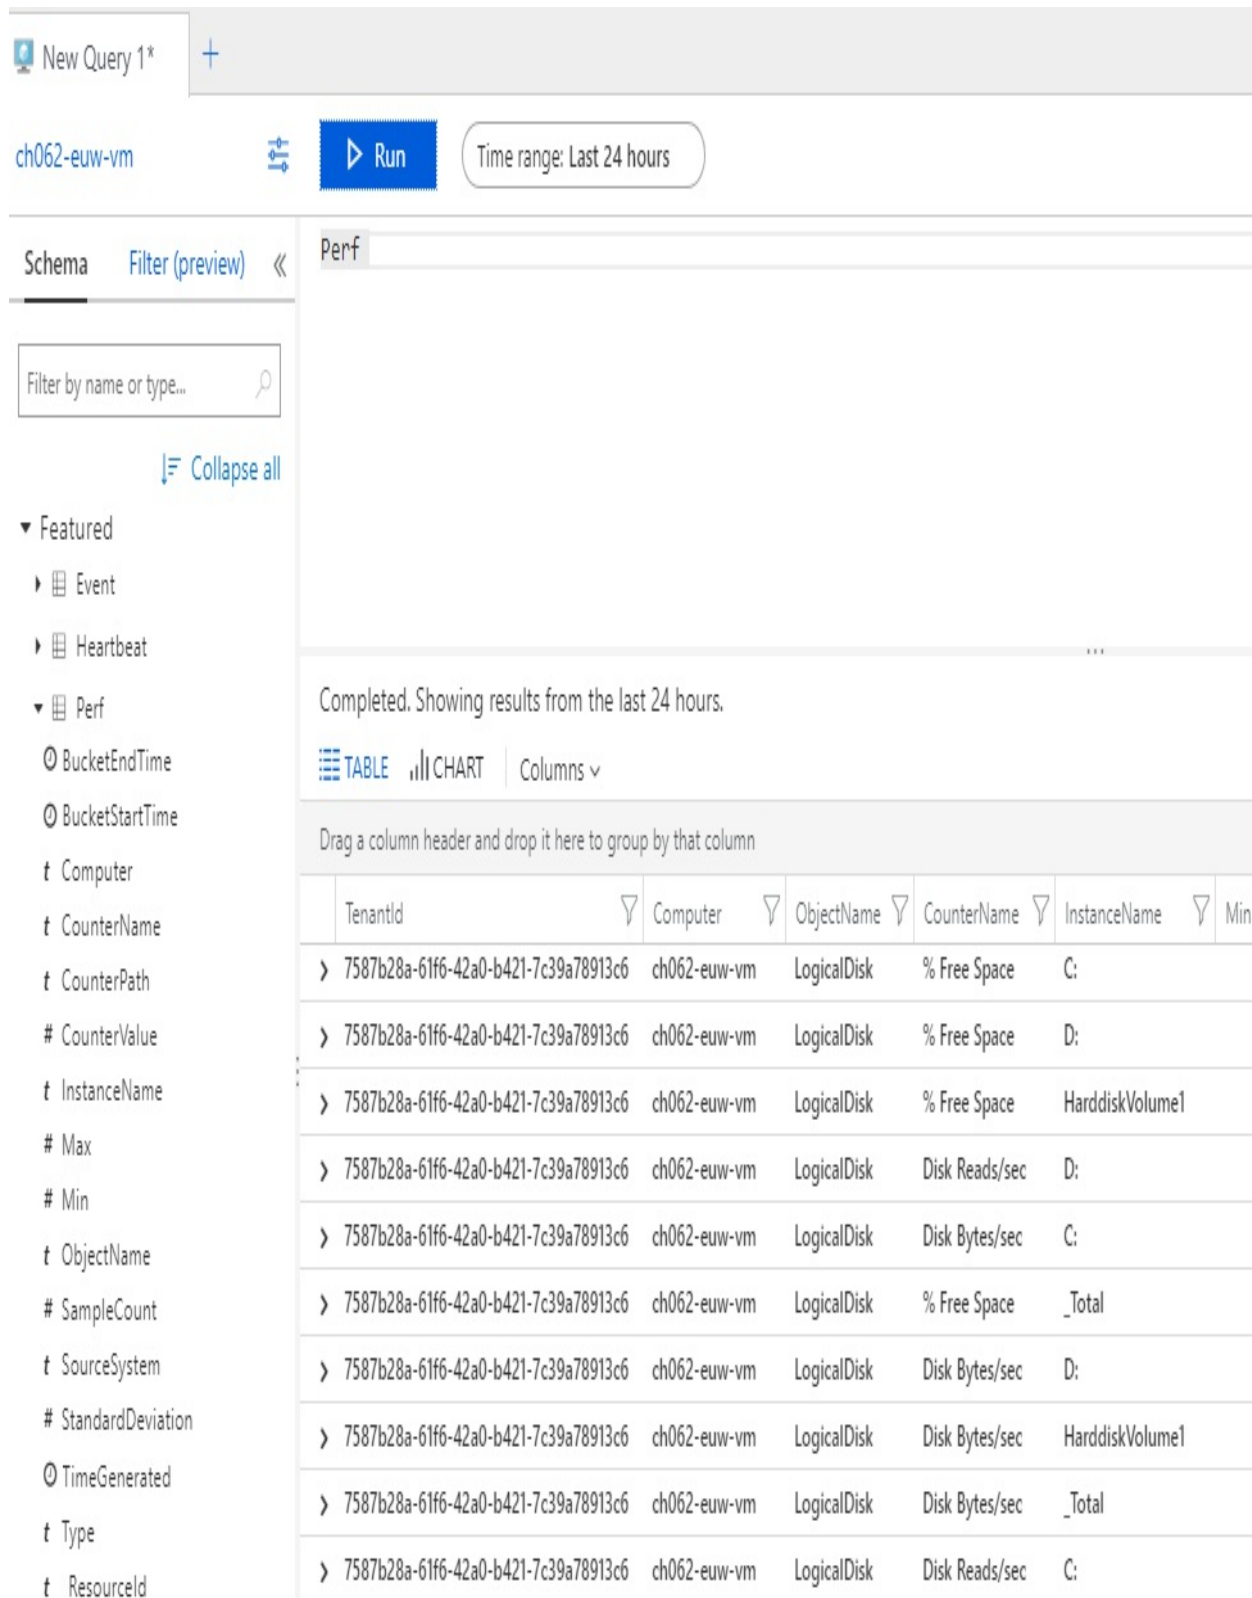 New Query 1* +
ch062-euw-vm
Run
Time range: Last 24 hours
Schema Filter (preview) «
Filter by name or type...
Collapse all
Featured
Event
Heartbeat
Perf
BucketEndTime
BucketStartTime
t Computer
t CounterName
t CounterPath
# CounterValue
t InstanceName
# Max
# Min
t ObjectName
# SampleCount
t SourceSystem
# StandardDeviation
TimeGenerated
t Type
t _ResourceId
Perf
...
Completed. Showing results from the last 24 hours.
TABLE CHART Columns
Drag a column header and drop it here to group by that column
TenantId Computer ObjectName CounterName InstanceName Min
7587b28a-61f6-42a0-b421-7c39a78913c6 ch062-euw-vm LogicalDisk % Free Space C:
7587b28a-61f6-42a0-b421-7c39a78913c6 ch062-euw-vm LogicalDisk % Free Space D:
7587b28a-61f6-42a0-b421-7c39a78913c6 ch062-euw-vm LogicalDisk % Free Space HarddiskVolume1
7587b28a-61f6-42a0-b421-7c39a78913c6 ch062-euw-vm LogicalDisk Disk Reads/sec D:
7587b28a-61f6-42a0-b421-7c39a78913c6 ch062-euw-vm LogicalDisk Disk Bytes/sec C:
7587b28a-61f6-42a0-b421-7c39a78913c6 ch062-euw-vm LogicalDisk % Free Space _Total
7587b28a-61f6-42a0-b421-7c39a78913c6 ch062-euw-vm LogicalDisk Disk Bytes/sec D:
7587b28a-61f6-42a0-b421-7c39a78913c6 ch062-euw-vm LogicalDisk Disk Bytes/sec HarddiskVolume1
7587b28a-61f6-42a0-b421-7c39a78913c6 ch062-euw-vm LogicalDisk Disk Bytes/sec _Total
7587b28a-61f6-42a0-b421-7c39a78913c6 ch062-euw-vm LogicalDisk Disk Reads/sec C: